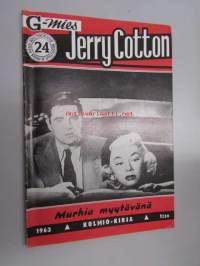 G-mies
24
Jerry Cotton
Murhia myytävänä
1963 ▲ KOLMIO-KIRJA ▲